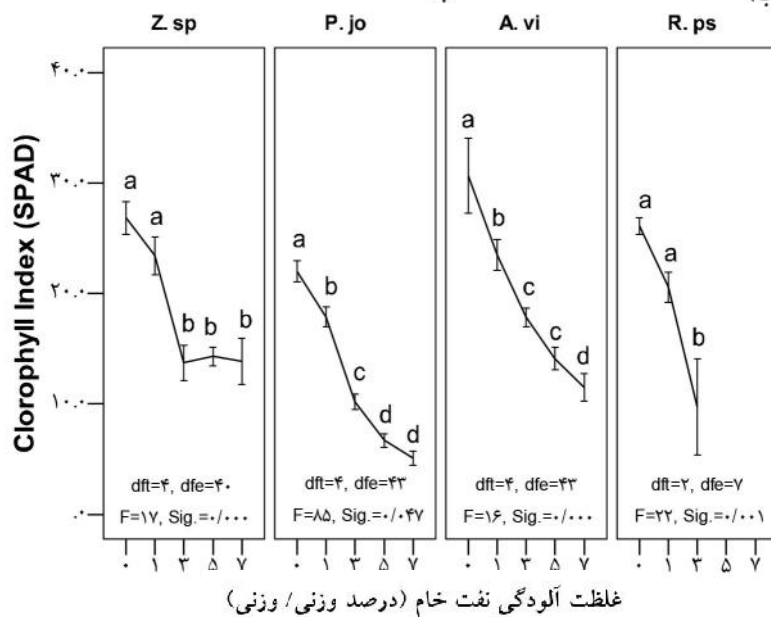 Z. sp P. jo A. vi R. ps
Clorophyll Index (SPAD)
۴۰.۰
۳۰.۰
۲۰.۰
۱۰.۰
.۰
a a b b b
a b c d d
a b c c d
a a b
dft=۴, dfe=۴۰ dft=۴, dfe=۴۳ dft=۴, dfe=۴۳ dft=۲, dfe=۷
F=۱۷, Sig.=۰/۰۰۰ F=۸۵, Sig.=۰/۰۴۷ F=۱۶, Sig.=۰/۰۰۰ F=۲۲, Sig.=۰/۰۰۱
۰ ۱ ۳ ۵ ۷ ۰ ۱ ۳ ۵ ۷ ۰ ۱ ۳ ۵ ۷ ۰ ۱ ۳ ۵ ۷
غلظت آلودگی نفت خام (درصد وزنی/ وزنی)